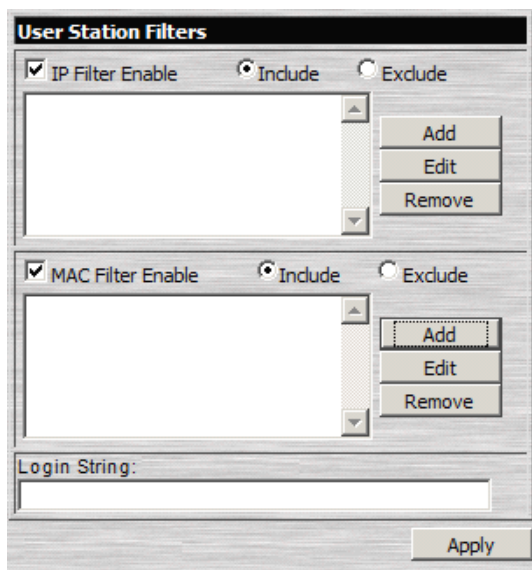 User Station Filters
IP Filter Enable Include Exclude
Add
Edit
Remove
MAC Filter Enable Include Exclude
Add
Edit
Remove
Login String:
Apply